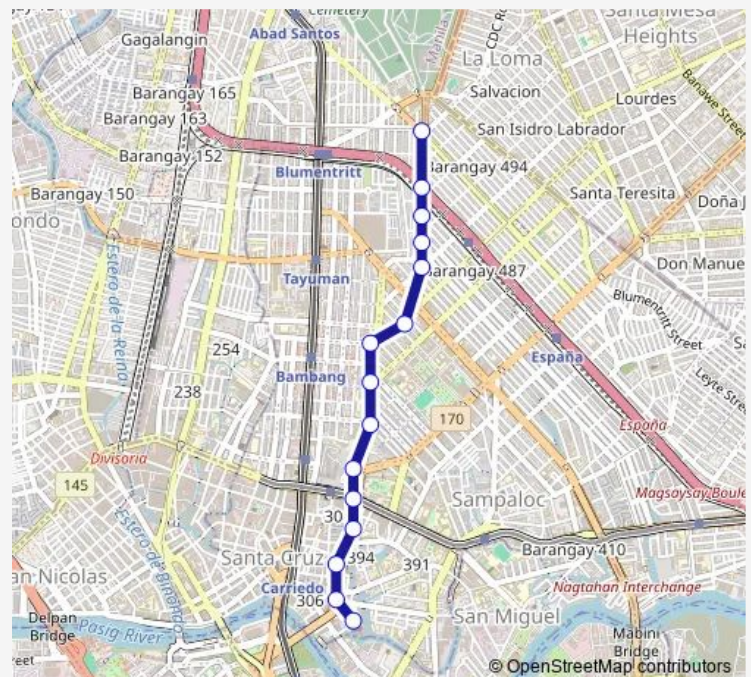 Cemetery
Gagalangin
Abad Santos
Santa Mesa
Heights
Manila
CDC Ro
La Loma
Banawe Street
Barangay 165
Salvacion
Lourdes
Barangay 163
San Isidro Labrador
Barangay 152
Barangay 494
Blumentritt
Barangay 150
Santa Teresita
Doña J
ondo
Estero de la Reina
Don Manue
Tayuman
Barangay 487
Blumentritt Street
254
España
Bambang
Leyte Stre
238
170
España
Divisoria
Magsaysay Boule
145
Sampaloc
30
Estero de Binondo
Barangay 410
Santa Cruz
394
391
an Nicolas
Carriedo
306
Nagtahan Interchange
San Miguel
Delpan
Bridge
Pasig River
Mabini
Bridge
reet
© OpenStreetMap contributors